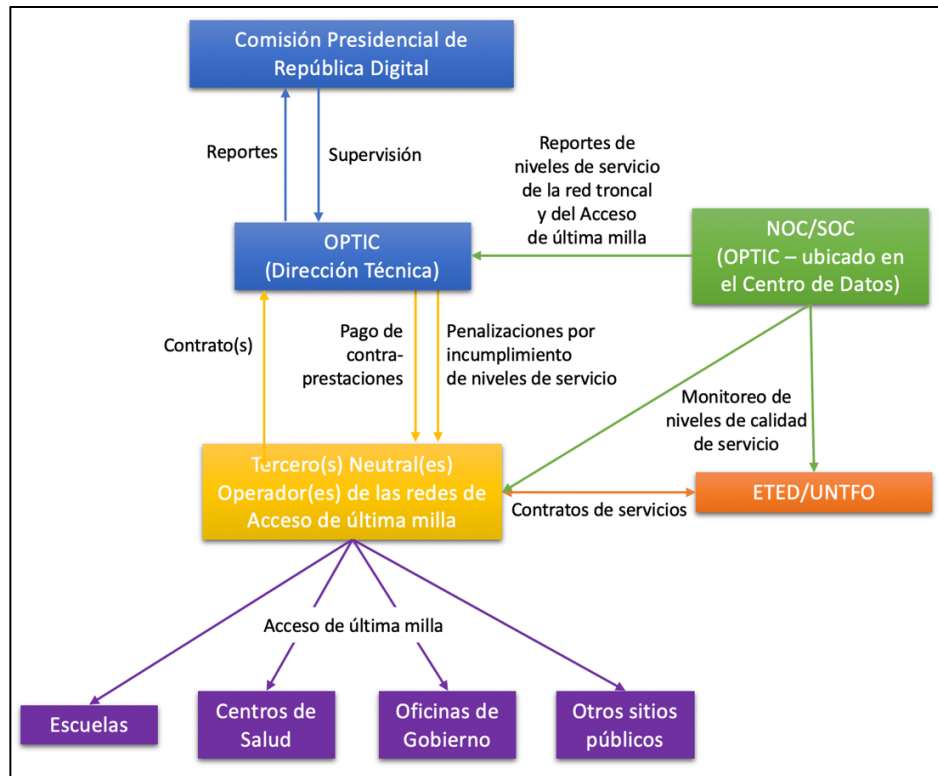 Comisión Presidencial de
República Digital
Reportes
Supervisión
Reportes de
niveles de servicio
de la red troncal
y del Acceso
de última milla
OPTIC
(Dirección Técnica)
NOC/SOC
(OPTIC – ubicado en
el Centro de Datos)
Contrato(s)
Pago de
contra-
prestaciones
Penalizaciones por
incumplimiento
de niveles de servicio
Monitoreo de
niveles de calidad
de servicio
Tercero(s) Neutral(es)
Operador(es) de las redes de
Acceso de última milla
Contratos de servicios
ETED/UNTFO
Acceso de última milla
Escuelas
Centros de
Salud
Oficinas de
Gobierno
Otros sitios
públicos